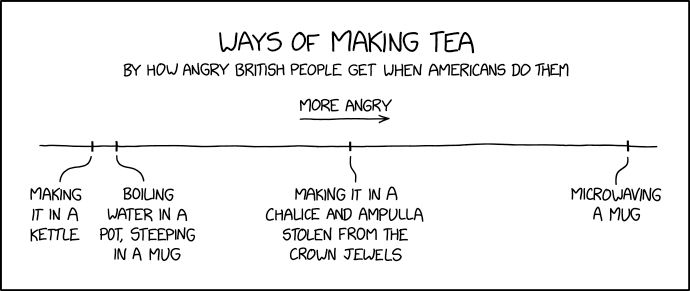 WAYS OF MAKING TEA
BY HOW ANGRY BRITISH PEOPLE GET WHEN AMERICANS DO THEM
MORE ANGRY
MAKING
IT IN A
KETTLE
BOILING
WATER IN A
POT, STEEPING
IN A MUG
MAKING IT IN A
CHALICE AND AMPULLA
STOLEN FROM THE
CROWN JEWELS
MICROWAVING
A MUG